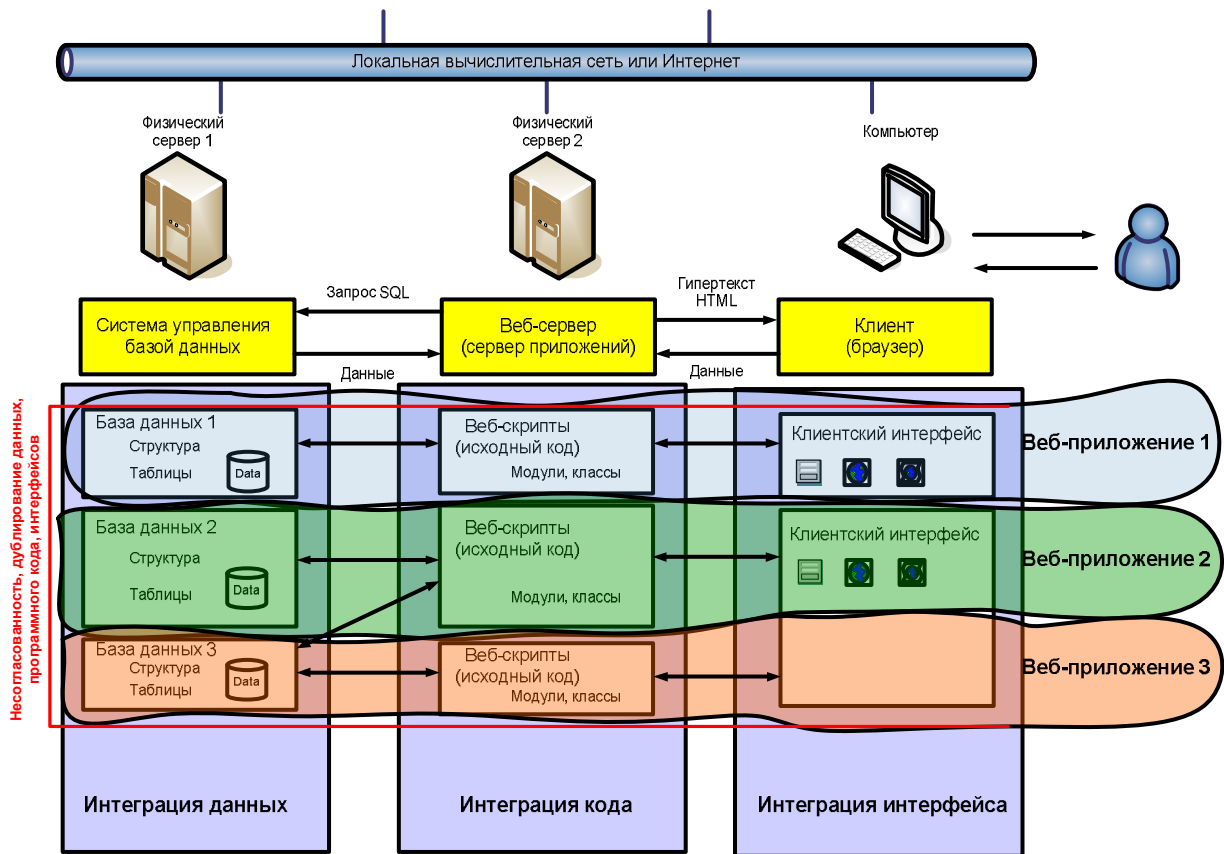 Локальная вычислительная сеть или Интернет
Физический
сервер 1
Физический
сервер 2
Компьютер
Запрос SQL
Гипертекст
HTML
Система управления
базой данных
Веб-сервер
(сервер приложений)
Клиент
(браузер)
Данные
Данные
Несогласованность, дублирование данных,
программного кода, интерфейсов
База данных 1
Структура
Таблицы
Data
Веб-скрипты
(исходный код)
Модули, классы
Клиентский интерфейс
Веб-приложение 1
База данных 2
Структура
Таблицы
Data
Веб-скрипты
(исходный код)
Модули, классы
Клиентский интерфейс
Веб-приложение 2
База данных 3
Структура
Таблицы
Data
Веб-скрипты
(исходный код)
Модули, классы
Веб-приложение 3
Интеграция данных
Интеграция кода
Интеграция интерфейса